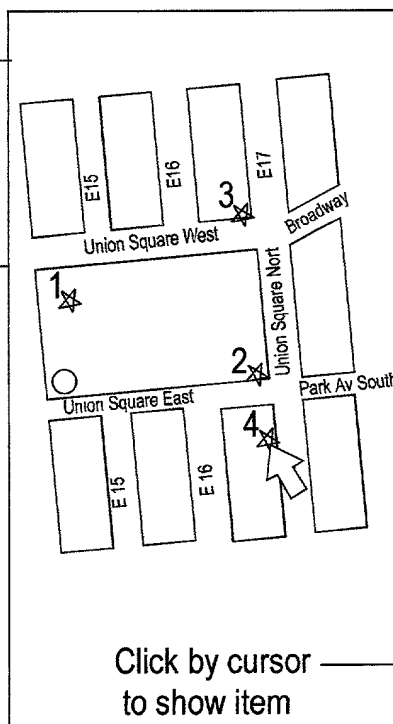 E15
E16
E17
3
Broadway
Union Square West
1
Union Square Nort
2
Park Av South
Union Square East
4
E 15
E 16
Click by cursor
to show item